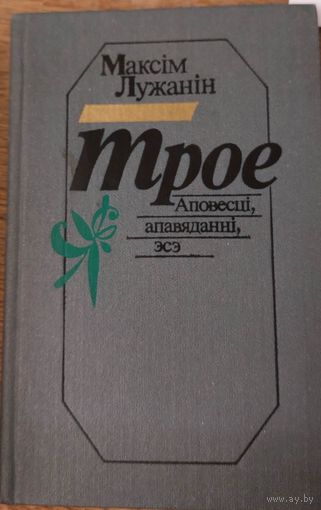 Максім
Лужанін
Трое
Аповесці,
апавяданні,
эсэ
www.ay.by